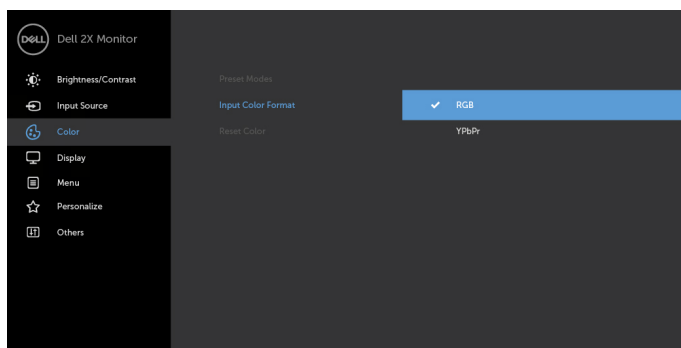 DELL
Dell 2X Monitor
Brightness/Contrast
Input Source
Color
Display
Menu
Personalize
Others
Preset Modes
Input Color Format
Reset Color
RGB
YPbPr